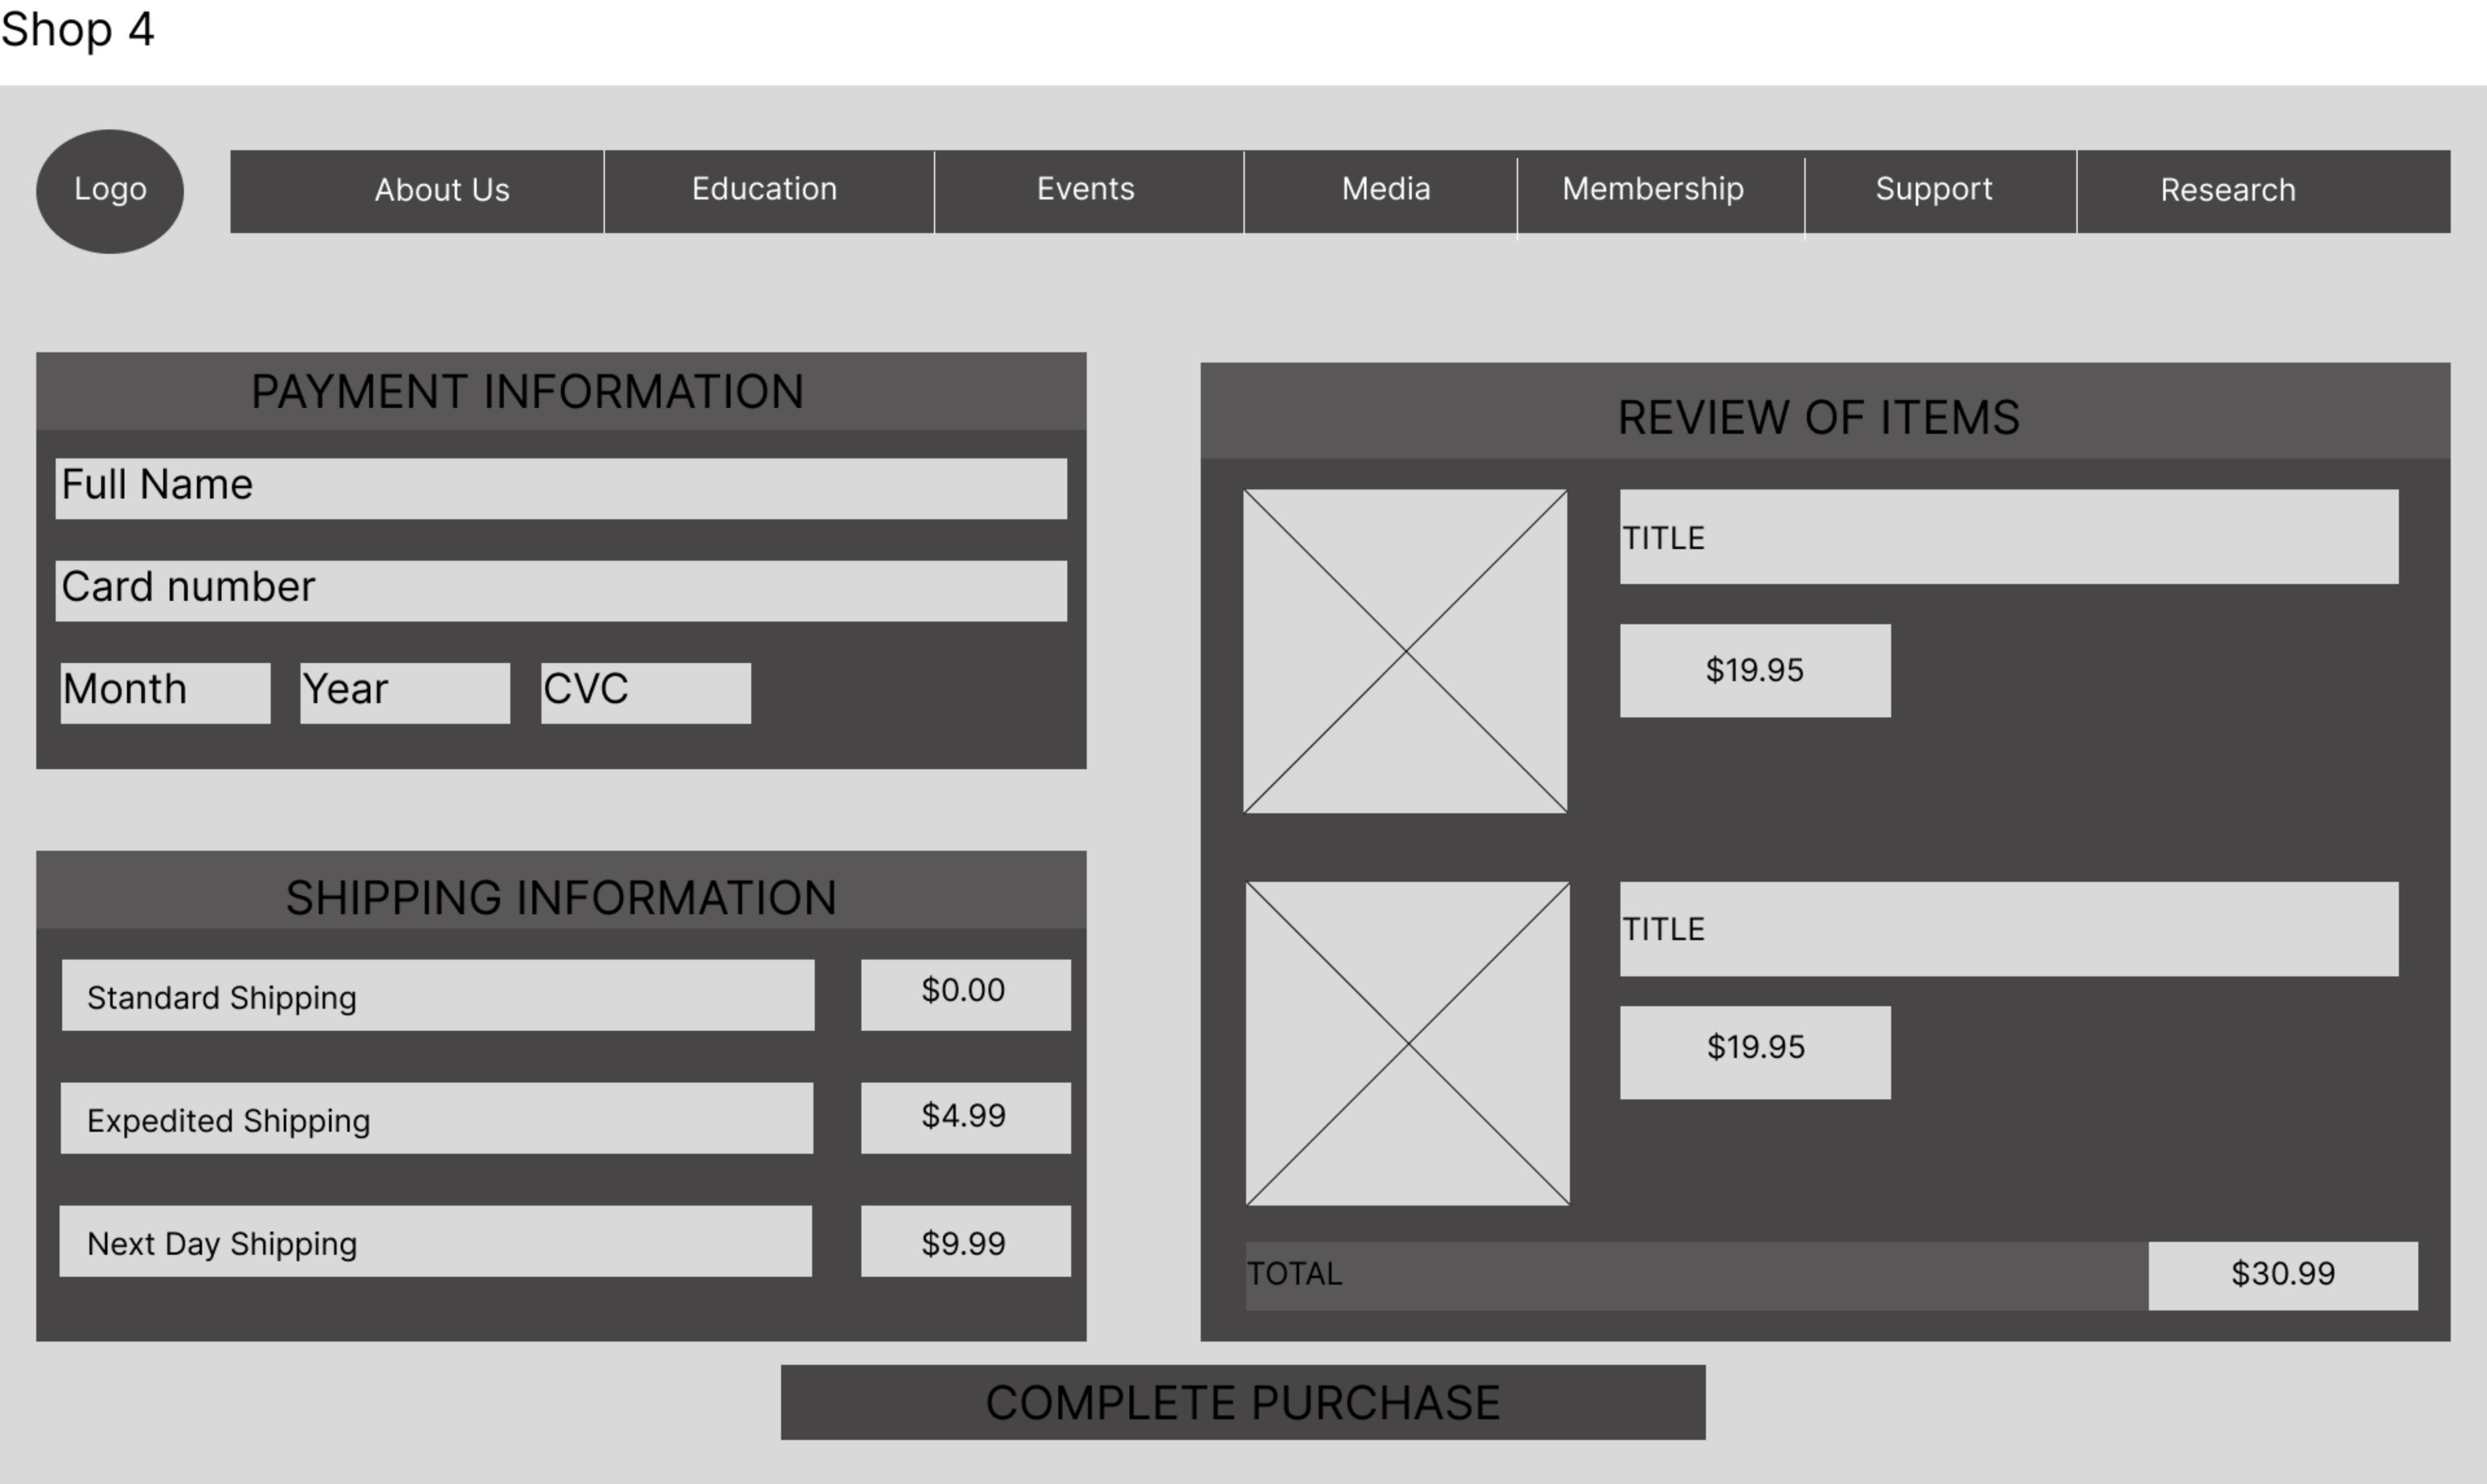 Shop 4
Logo
About Us
Education
Events
Media
Membership
Support
Research
PAYMENT INFORMATION
Full Name
Card number
Month
Year
CVC
SHIPPING INFORMATION
Standard Shipping
$0.00
Expedited Shipping
$4.99
Next Day Shipping
$9.99
REVIEW OF ITEMS
TITLE
$19.95
TITLE
$19.95
TOTAL
$30.99
COMPLETE PURCHASE